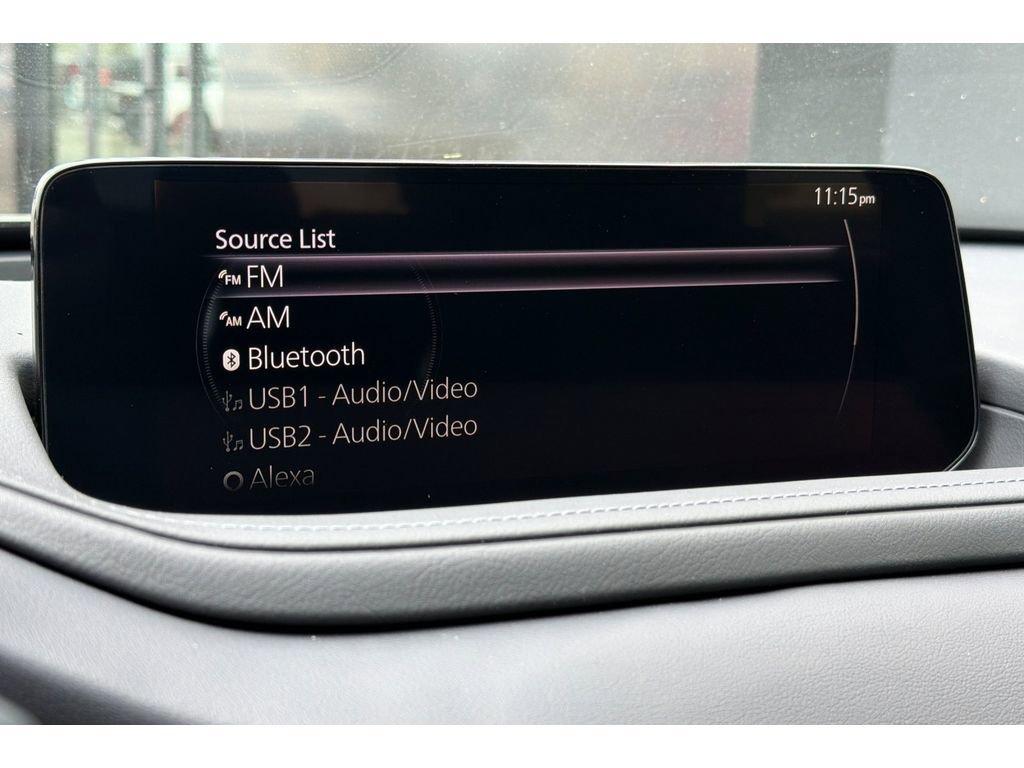 11:15pm
Source List
FM FM
AM AM
Bluetooth
USB1 - Audio/Video
USB2 - Audio/Video
Alexa